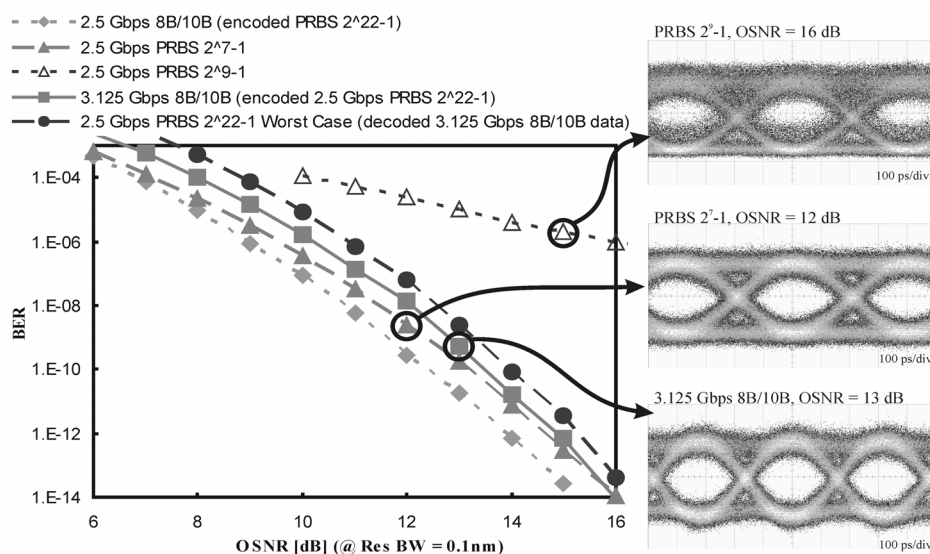 2.5 Gbps 8B/10B (encoded PRBS 2^22-1)
2.5 Gbps PRBS 2^7-1
2.5 Gbps PRBS 2^9-1
3.125 Gbps 8B/10B (encoded 2.5 Gbps PRBS 2^22-1)
2.5 Gbps PRBS 2^22-1 Worst Case (decoded 3.125 Gbps 8B/10B data)
1.E-04
1.E-06
1.E-08
1.E-10
1.E-12
1.E-14
BER
6
8
10
12
14
16
OSNR [dB] (@ Res BW = 0.1nm)
PRBS 2⁹-1, OSNR = 16 dB
100 ps/div
PRBS 2⁷-1, OSNR = 12 dB
100 ps/div
3.125 Gbps 8B/10B, OSNR = 13 dB
100 ps/div